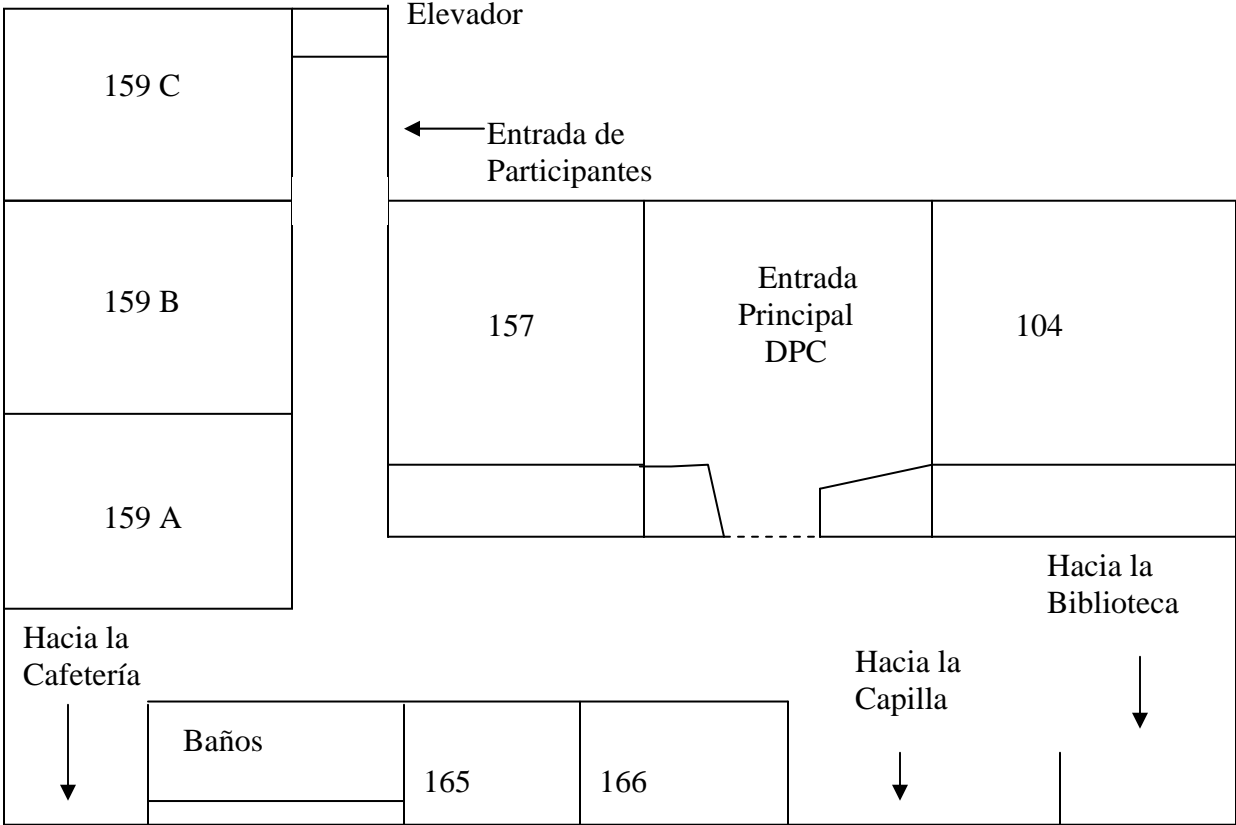 Elevador
159 C
Entrada de
Participantes
159 B
157
Entrada
Principal
DPC
104
159 A
Hacia la
Biblioteca
Hacia la
Cafetería
Hacia la
Capilla
Baños
165
166